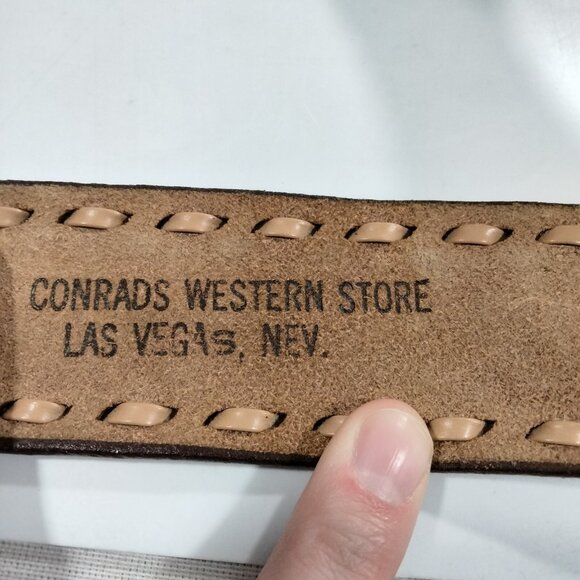 CONRADS WESTERN STORE
LAS VEGAS, NEV.